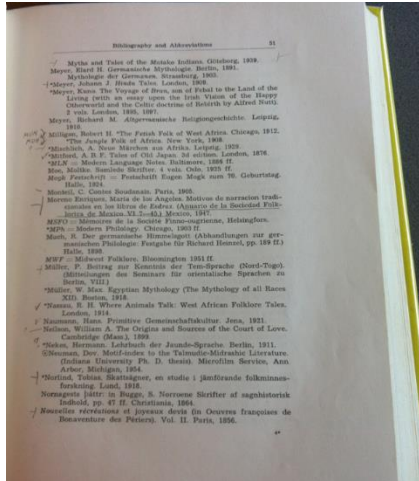 Bibliography and Abbreviations 31
Myths and Tales of the Matako Indians. Göteborg, 1939.
Meyer, Elard H. Germanische Mythologie. Berlin, 1891.
Mythologie der Germanen. Strassburg, 1903.
*Meyer, Johann J. Hindu Tales. London, 1909.
*Meyer, Kuno. The Voyage of Bran, son of Febal to the Land of the
Living (with an essay upon the Irish Vision of the Happy
Otherworld and the Celtic doctrine of Rebirth by Alfred Nutt).
2 vols. London, 1895, 1897.
Meyer, Richard M. Altgermanische Religionsgeschichte. Leipzig,
1910.
Milligan, Robert H. *The Fetish Folk of West Africa. Chicago, 1912.
*The Jungle Folk of Africa. New York, 1908.
A. Neue Märchen aus Afrika. Leipzig,
*Mitford, A. B. F. Tales of Old Japan. 2d edition. London, 1876.
*MLN = Modern Language Notes. Baltimore, 1886 ff.
Moe, Moltke. Samlede Skrifter. 4 vols. Oslo, 1925 ff.
Mogk Festschrift = Festschrift Eugen Mogk zum 70. Geburtstag.
Halle, 1924.
Monteil, C. Contes Soudanais. Paris, 1905.
Moreno Enriquez, María de los Angeles. Motivos de narracion tradi-
cionales en los libros de Esdras. (Anuario de la Sociedad Folk-
lorica de Mexico VI, 7—45.) Mexico, 1947.
MSFO = Mémoires de la Société Finno-ougrienne, Helsingfors.
*MPh = Modern Philology. Chicago, 1903 ff.
Much, R. Der germanische Himmelsgott (Abhandlungen zur ger-
manischen Philologie. Festgabe für Richard Heinzel, pp. 189 ff.)
Halle, 1898.
MWF = Midwest Folklore. Bloomington 1951 ff.
Müller, F. Beitrag zur Kenntnis der Tem-Sprache (Nord-Togo).
(Mitteilungen des Seminars für orientalische Sprachen zu
Berlin, VIII.)
*Müller, W. Max. Egyptian Mythology (The Mythology of all Races
XII). Boston, 1918.
*Nassau, R. H. Where Animals Talk: West African Folklore Tales.
London, 1914.
Naumann, Hans. Primitive Gemeinschaftskultur. Jena, 1921.
Neilson, William A. The Origins and Sources of the Court of Love.
Cambridge (Mass.), 1899.
*Nekes, Hermann. Lehrbuch der Jaunde-Sprache. Berlin, 1911.
Neuman, Dov. Motif-index to the Talmudic-Midrashic Literature.
(Indiana University Ph. D. thesis). Microfilm Service, Ann
Arbor, Michigan, 1954.
*Norlind, Tobias. Skattsägner, en studie i jämförande folkminnes-
forskning. Lund, 1918.
Nornagests þáttr: in Bugge, S. Norroene Skrifter af sagnhistorisk
Indhold, pp. 47 ff. Christiania, 1864.
Nouvelles récréations et joyeux devis (in Oeuvres françoises de
Bonaventure des Périers). Vol. II. Paris, 1856.